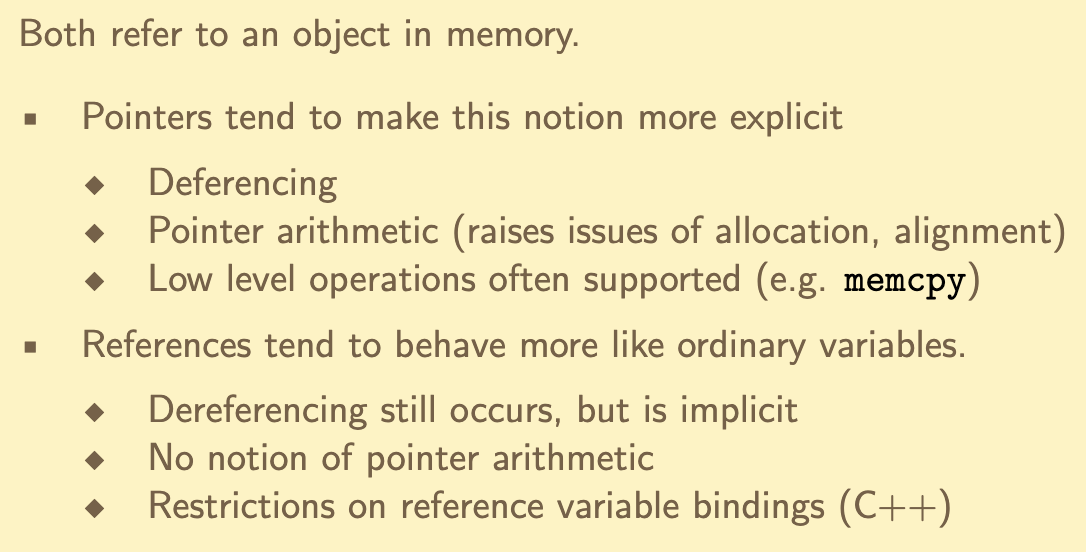 Both refer to an object in memory.
▪ Pointers tend to make this notion more explicit
◆ Deferencing
◆ Pointer arithmetic (raises issues of allocation, alignment)
◆ Low level operations often supported (e.g. memcpy)
▪ References tend to behave more like ordinary variables.
◆ Dereferencing still occurs, but is implicit
◆ No notion of pointer arithmetic
◆ Restrictions on reference variable bindings (C++)